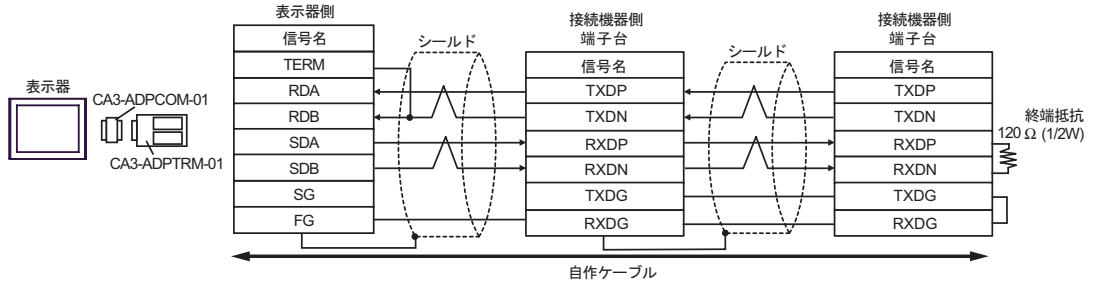 表示器
CA3-ADPCOM-01
CA3-ADPTRM-01
表示器側
信号名
TERM
RDA
RDB
SDA
SDB
SG
FG
シールド
接続機器側
端子台
信号名
TXDP
TXDN
RXDP
RXDN
TXDG
RXDG
シールド
接続機器側
端子台
信号名
TXDP
TXDN
RXDP
RXDN
TXDG
RXDG
終端抵抗
120 Ω (1/2W)
自作ケーブル